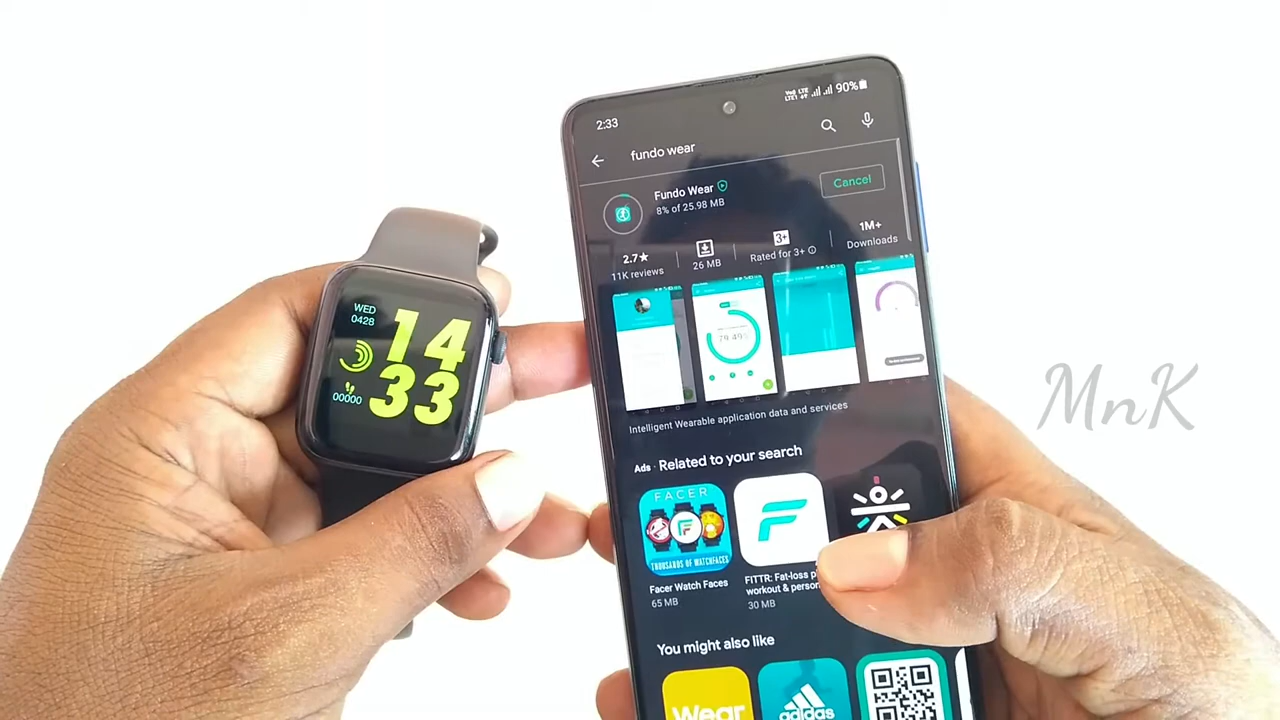 WED
0428
14
33
00000
2:33
90%
fundo wear
Fundo Wear
8% of 25.98 MB
Cancel
2.7★
11K reviews
26 MB
3+
Rated for 3+
1M+
Downloads
79.495
Intelligent Wearable application data and services
Ads · Related to your search
FACER
THOUSANDS OF WATCHFACES
Facer Watch Faces
65 MB
FITTR: Fat-loss
workout &
30 MB
You might also like
Wear
adidas
MnK